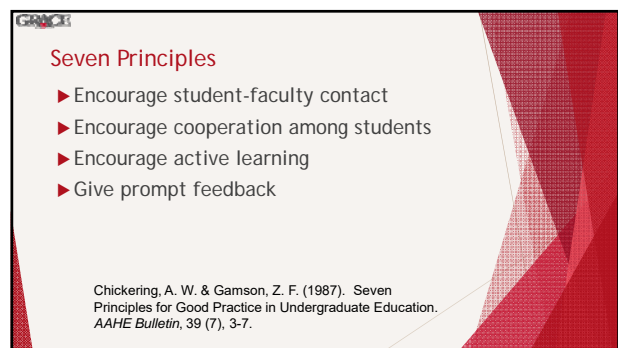 GRACE
Seven Principles
▶Encourage student-faculty contact
▶Encourage cooperation among students
▶Encourage active learning
▶Give prompt feedback
Chickering, A. W. & Gamson, Z. F. (1987).  Seven
Principles for Good Practice in Undergraduate Education.
AAHE Bulletin, 39 (7), 3-7.